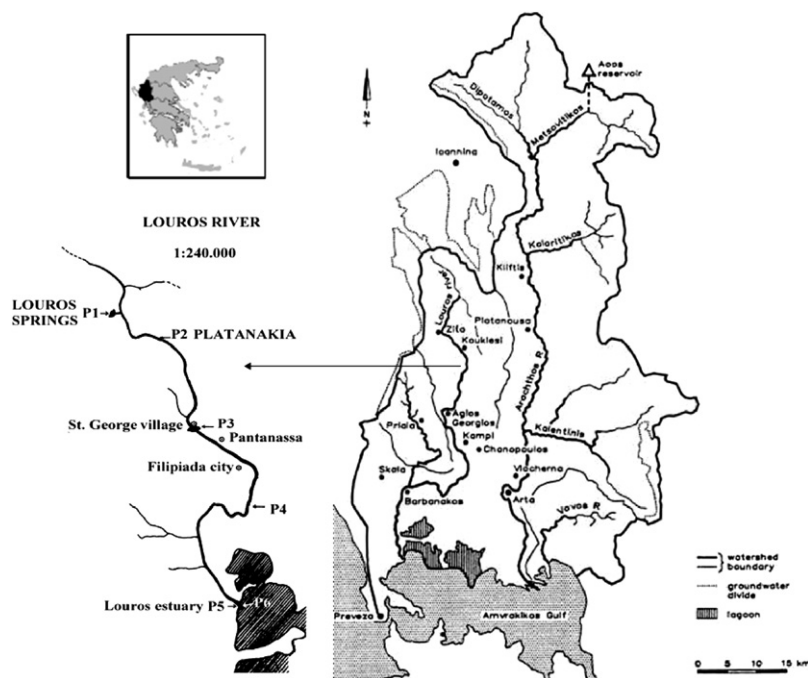 LOUROS RIVER
1:240.000
LOUROS
SPRINGS
P1
P2 PLATANAKIA
St. George village
P3
Pantanassa
Filipiada city
P4
Louros estuary P5
P6
N
Aoos
reservoir
Dipotamos
Metsovitikos
Ioannina
Kalaritikos
Kliftis
Louros river
Platanousa
Zita
Kouklesi
Arachthos R
Agios
Georgios
Priala
Kampi
Chanopoulos
Kalentinis
Skala
Vlacherna
Barbanakos
Arta
Vovos R
Preveza
Amvrakikos Gulf
watershed
boundary
groundwater
divide
lagoon
0 5 10 15 km